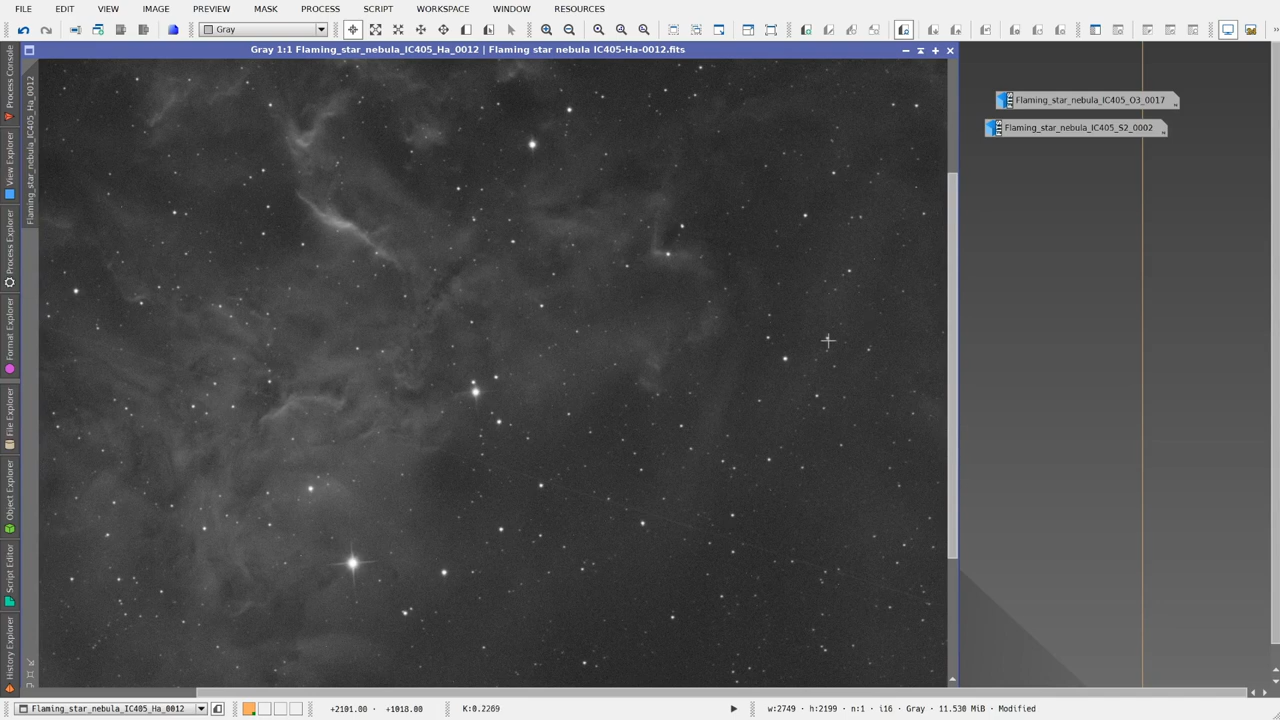 FILE EDIT VIEW IMAGE PREVIEW MASK PROCESS SCRIPT WORKSPACE WINDOW RESOURCES
Gray
Gray 1:1 Flaming_star_nebula_IC405_Ha_0012 | Flaming star nebula IC405-Ha-0012.fits
Flaming_star_nebula_IC405_Ha_0012
Process Console
View Explorer
Process Explorer
Format Explorer
File Explorer
Object Explorer
Script Editor
History Explorer
Flaming_star_nebula_IC405_O3_0017
Flaming_star_nebula_IC405_S2_0002
Flaming_star_nebula_IC405_Ha_0012 +2101.00 · +1018.00 K:0.2269 w:2749 · h:2199 · n:1 · i16 · Gray · 11.530 MiB · Modified